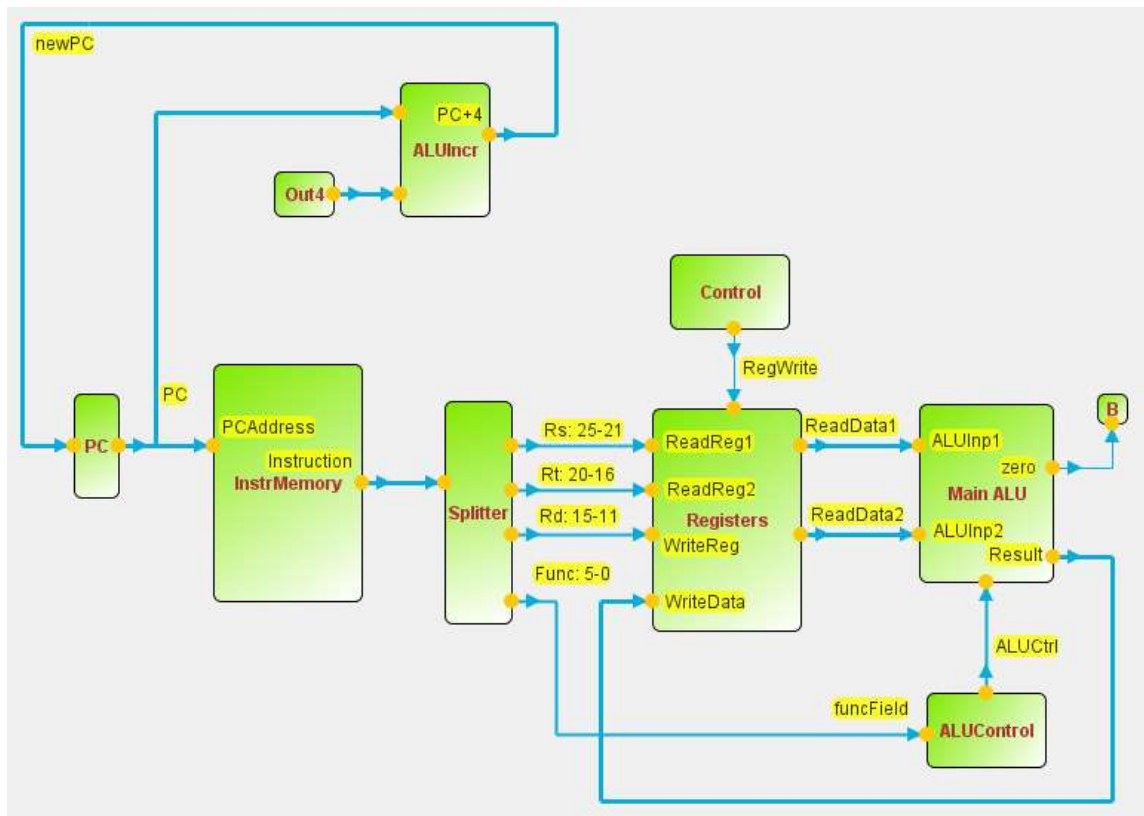 newPC
PC+4
ALUIncr
Out4
Control
RegWrite
PC
PCAddress
Instruction
InstrMemory
PC
Splitter
Rs: 25-21
Rt: 20-16
Rd: 15-11
Func: 5-0
ReadReg1
ReadReg2
Registers
WriteReg
WriteData
ReadData1
ReadData2
ALUInp1
zero
Main ALU
ALUInp2
Result
B
ALUCtrl
funcField
ALUControl